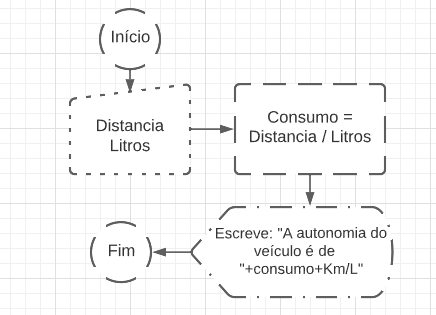 Início
Distancia
Litros
Consumo =
Distancia / Litros
Escreve: "A autonomia do
veículo é de
"+consumo+Km/L"
Fim